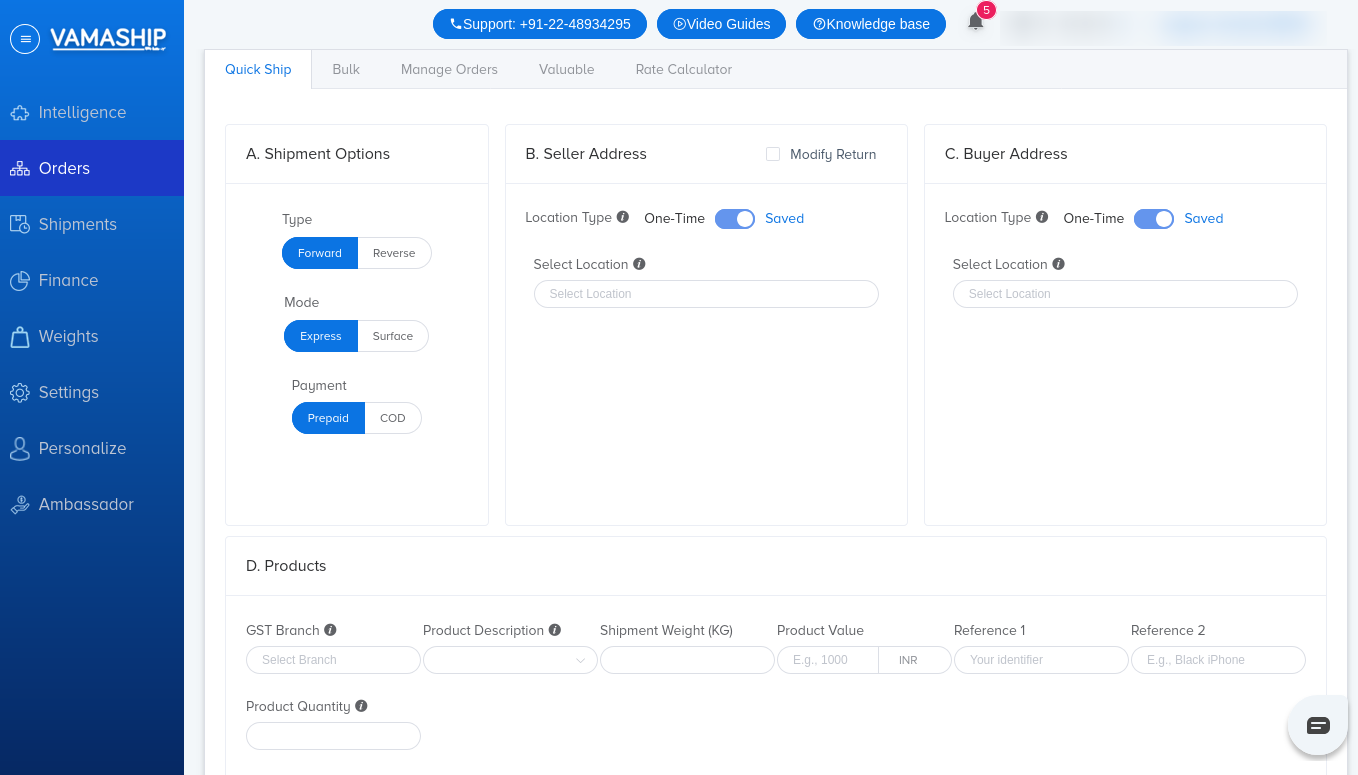 VAMASHIP
Support: +91-22-48934295
Video Guides
Knowledge base
5
Intelligence
Orders
Shipments
Finance
Weights
Settings
Personalize
Ambassador
Quick Ship
Bulk
Manage Orders
Valuable
Rate Calculator
A. Shipment Options
Type
Forward
Reverse
Mode
Express
Surface
Payment
Prepaid
COD
B. Seller Address
Modify Return
Location Type
One-Time
Saved
Select Location
Select Location
C. Buyer Address
Location Type
One-Time
Saved
Select Location
Select Location
D. Products
GST Branch
Select Branch
Product Description
Shipment Weight (KG)
Product Value
E.g., 1000
INR
Reference 1
Your identifier
Reference 2
E.g., Black iPhone
Product Quantity